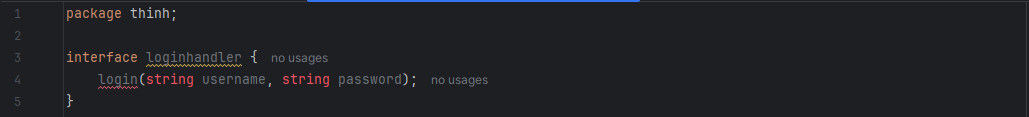 1 package thinh;
2
3 interface loginhandler { no usages
4 login(string username, string password); no usages
5 }